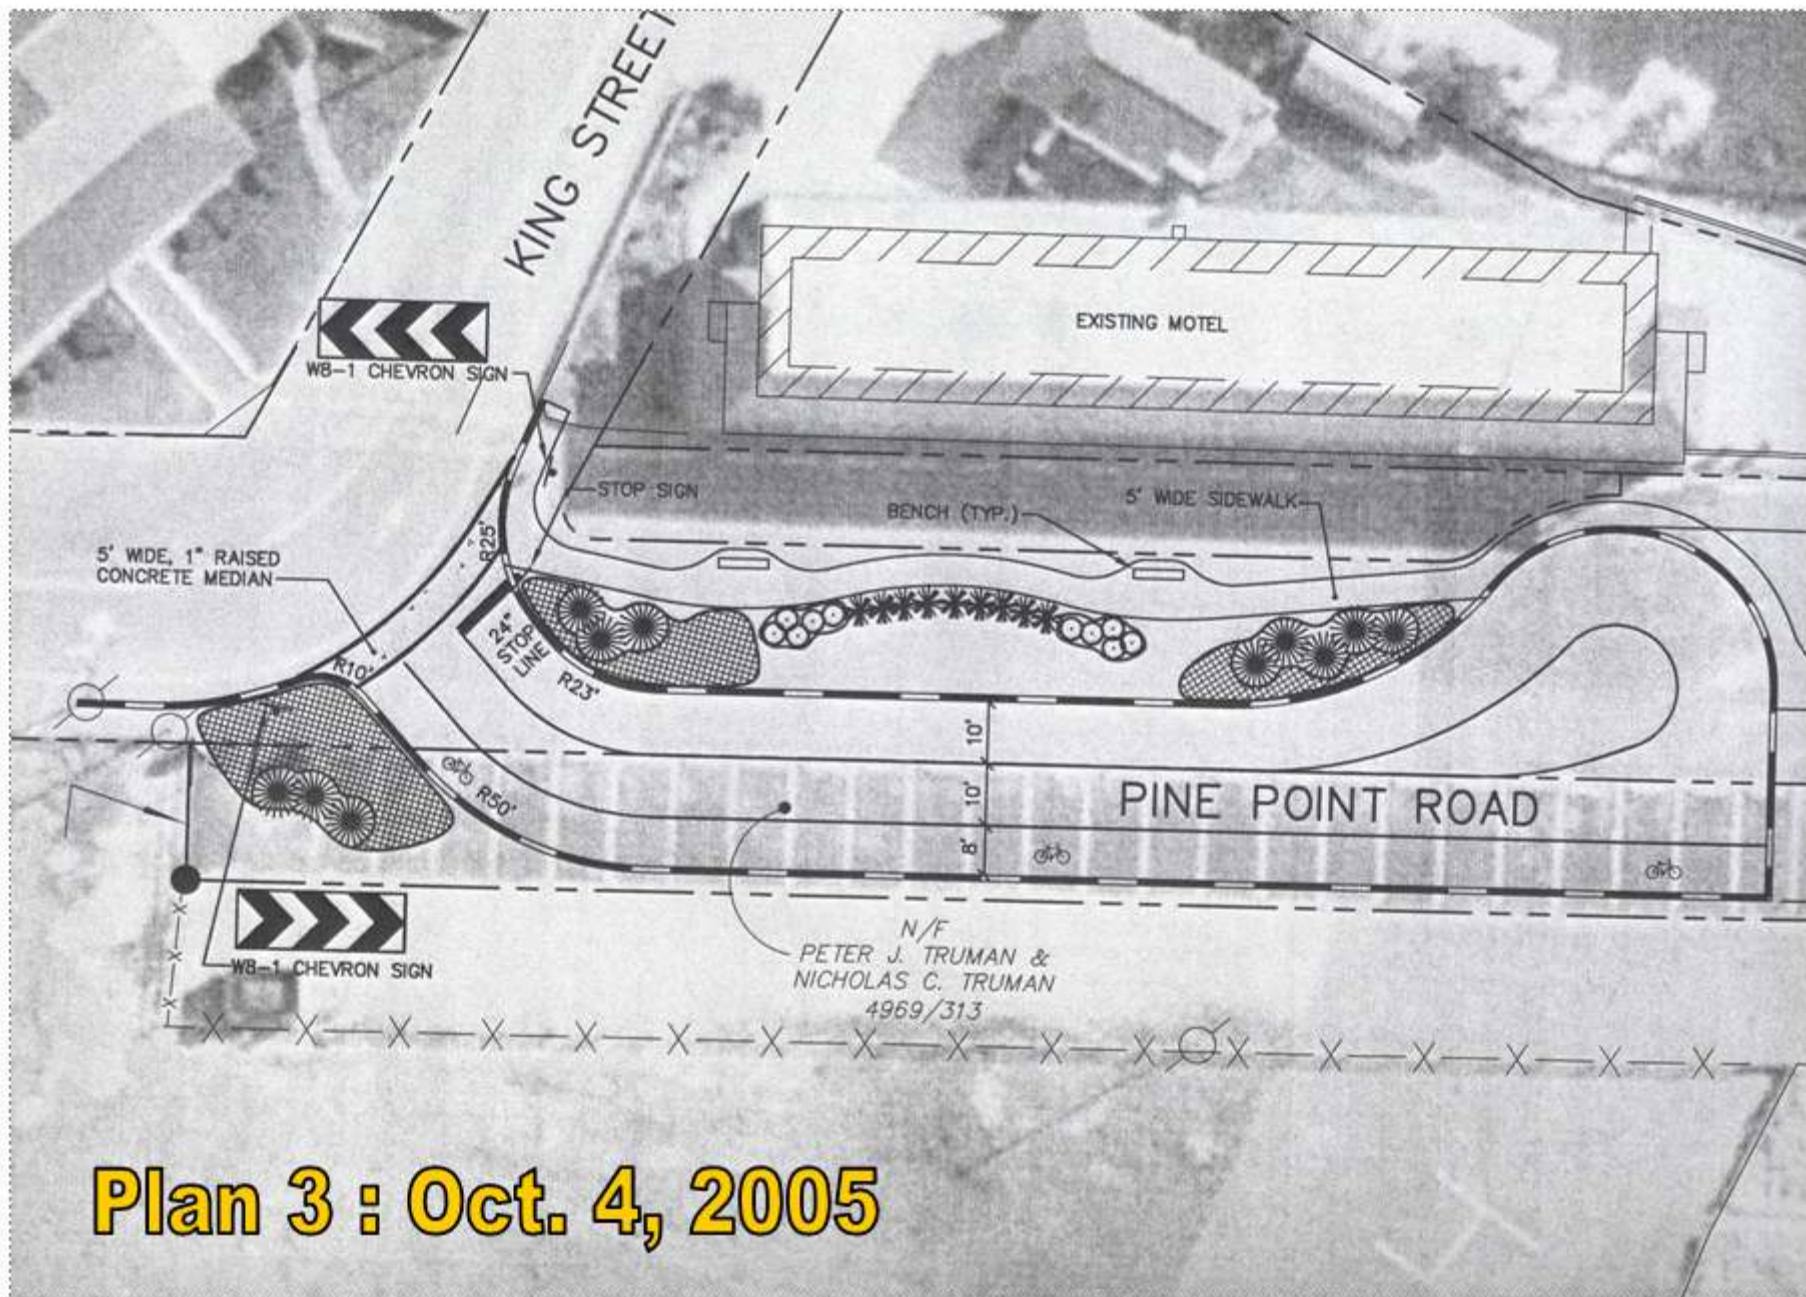 KING STREET
EXISTING MOTEL
W8-1 CHEVRON SIGN
STOP SIGN
BENCH (TYP.)
5' WIDE SIDEWALK
R25'
5' WIDE, 1" RAISED
CONCRETE MEDIAN
24"
STOP
LINE
R10'
R23'
R50'
10'
10'
8'
PINE POINT ROAD
N/F
PETER J. TRUMAN &
NICHOLAS C. TRUMAN
4969/313
W8-1 CHEVRON SIGN
Plan 3 : Oct. 4, 2005